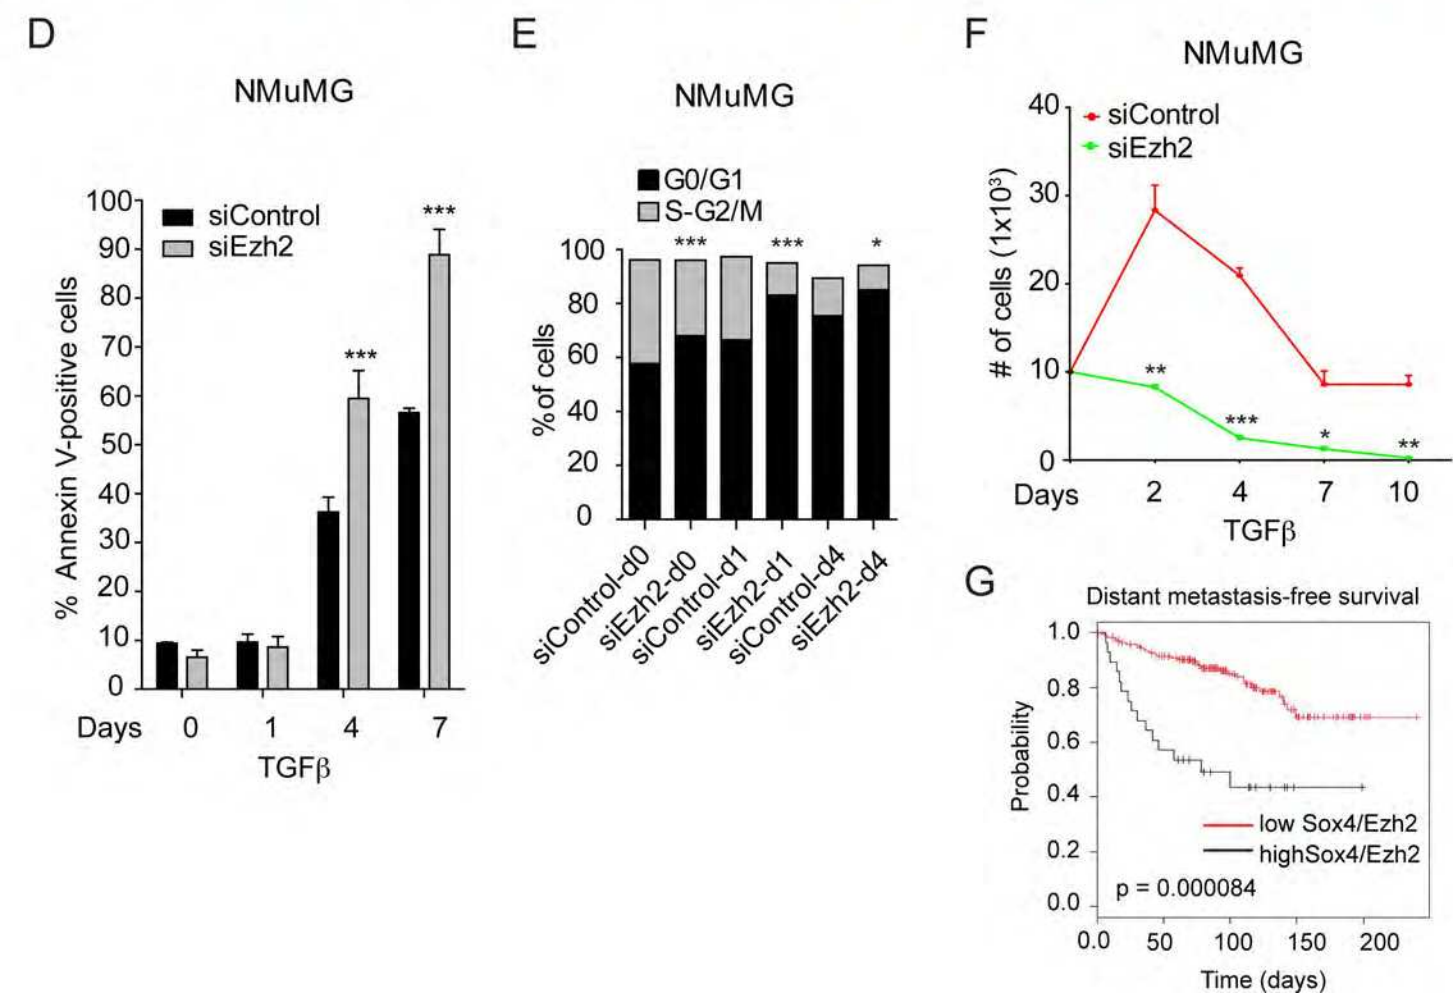 D
NMuMG
siControl
siEzh2
% Annexin V-positive cells
100
90
80
70
60
50
40
30
20
10
0
***
***
Days 0 1 4 7
TGFβ
E
NMuMG
G0/G1
S-G2/M
% of cells
100
80
60
40
20
0
*** *** *
siControl-d0
siEzh2-d0
siControl-d1
siEzh2-d1
siControl-d4
siEzh2-d4
F
NMuMG
siControl
siEzh2
# of cells (1x10³)
40
30
20
10
0
**
***
*
**
Days 2 4 7 10
TGFβ
G
Distant metastasis-free survival
Probability
1.0
0.8
0.6
0.4
0.2
0.0
low Sox4/Ezh2
highSox4/Ezh2
p = 0.000084
0.0 50 100 150 200
Time (days)